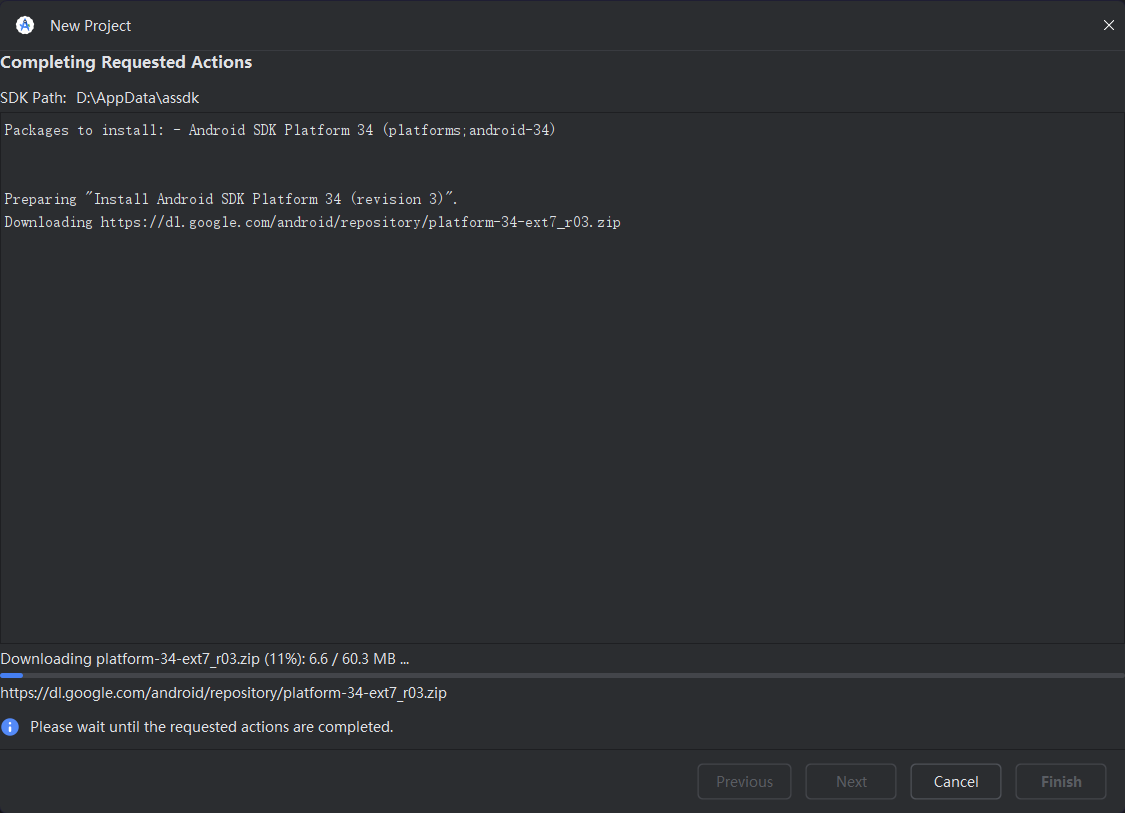 New Project
Completing Requested Actions
SDK Path: D:\AppData\assdk
Packages to install: - Android SDK Platform 34 (platforms;android-34)
Preparing "Install Android SDK Platform 34 (revision 3)".
Downloading https://dl.google.com/android/repository/platform-34-ext7_r03.zip
Downloading platform-34-ext7_r03.zip (11%): 6.6 / 60.3 MB ...
https://dl.google.com/android/repository/platform-34-ext7_r03.zip
Please wait until the requested actions are completed.
Previous Next Cancel Finish